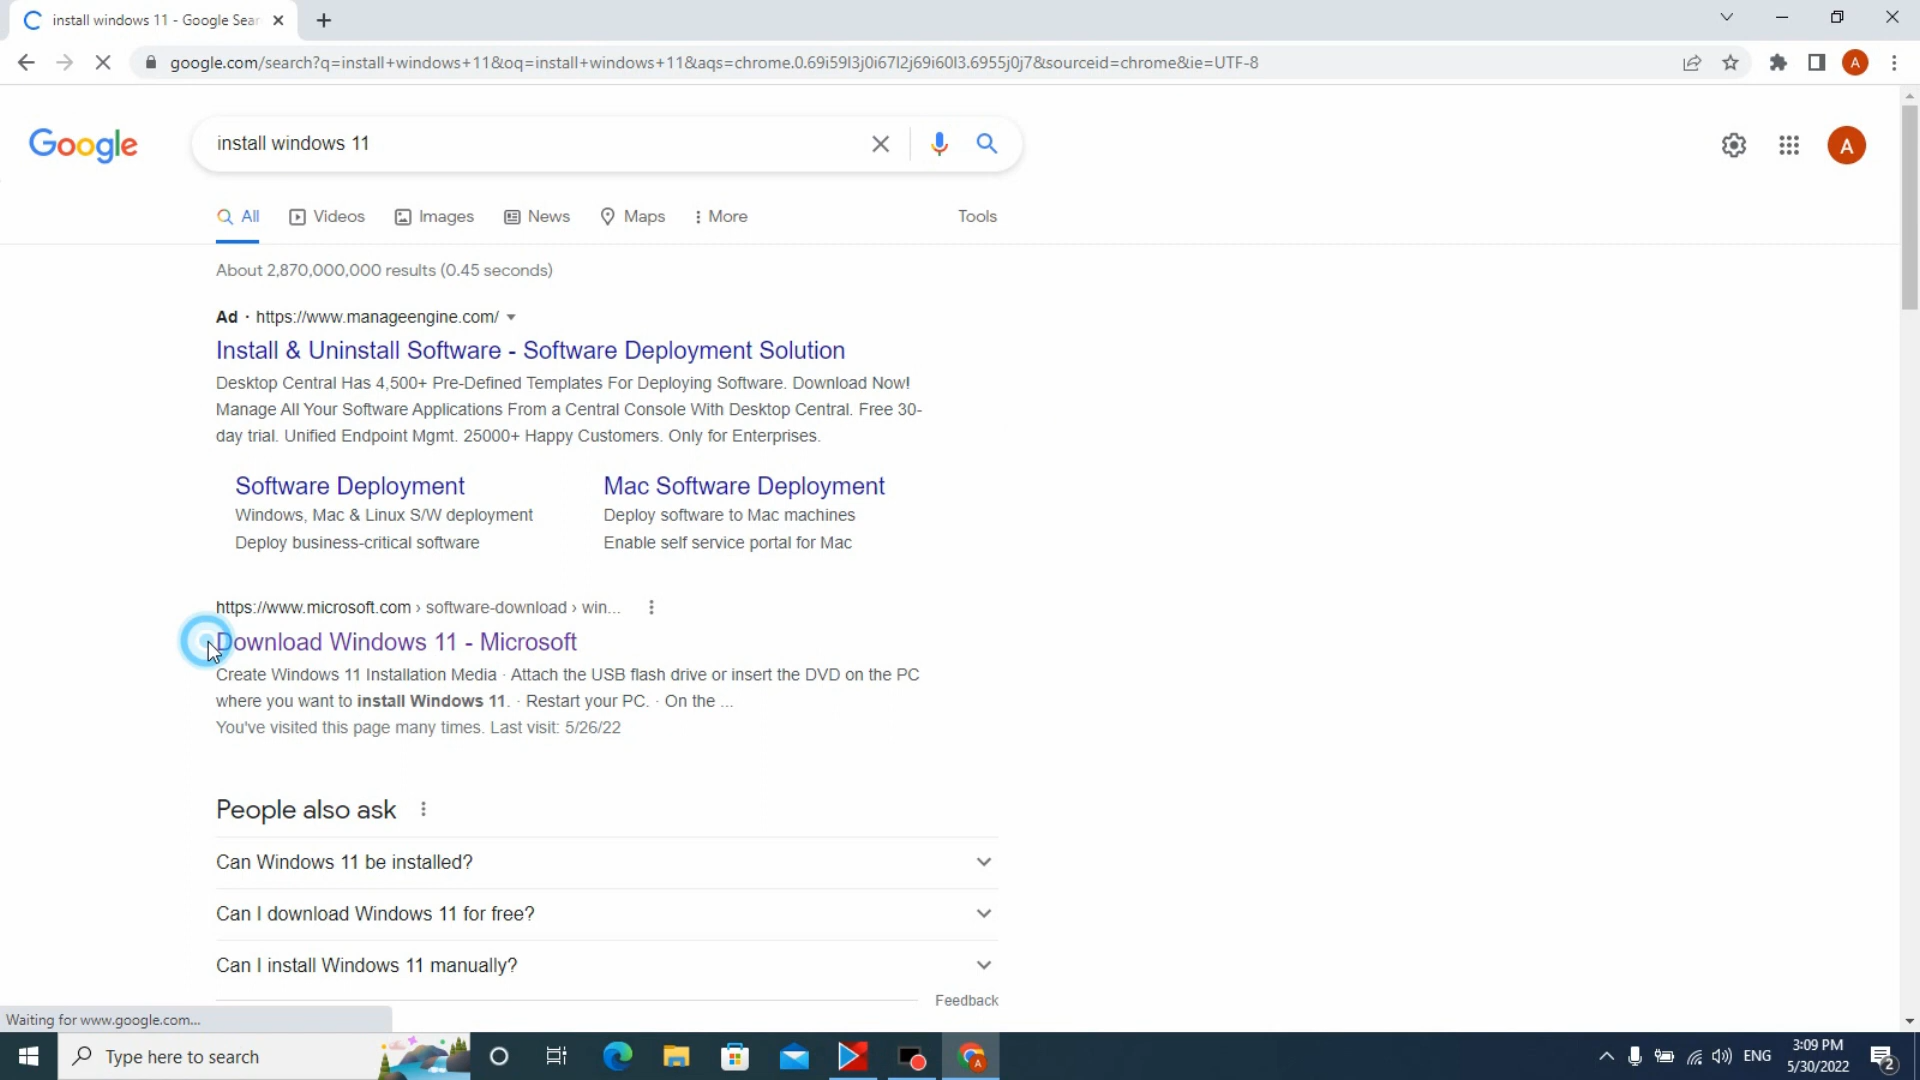 install windows 11 - Google Sear
google.com/search?q=install+windows+11&oq=install+windows+11&aqs=chrome.0.69i59l3j0i67l2j69i60l3.6955j0j7&sourceid=chrome&ie=UTF-8
A
Google
install windows 11
A
All
Videos
Images
News
Maps
More
Tools
About 2,870,000,000 results (0.45 seconds)
Ad · https://www.manageengine.com/
Install & Uninstall Software - Software Deployment Solution
Desktop Central Has 4,500+ Pre-Defined Templates For Deploying Software. Download Now!
Manage All Your Software Applications From a Central Console With Desktop Central. Free 30-
day trial. Unified Endpoint Mgmt. 25000+ Happy Customers. Only for Enterprises.
Software Deployment
Windows, Mac & Linux S/W deployment
Deploy business-critical software
Mac Software Deployment
Deploy software to Mac machines
Enable self service portal for Mac
https://www.microsoft.com › software-download › win...
Download Windows 11 - Microsoft
Create Windows 11 Installation Media · Attach the USB flash drive or insert the DVD on the PC
where you want to install Windows 11. · Restart your PC. · On the ...
You've visited this page many times. Last visit: 5/26/22
People also ask
Can Windows 11 be installed?
Can I download Windows 11 for free?
Can I install Windows 11 manually?
Feedback
Waiting for www.google.com...
Type here to search
A
ENG
3:09 PM
5/30/2022
2